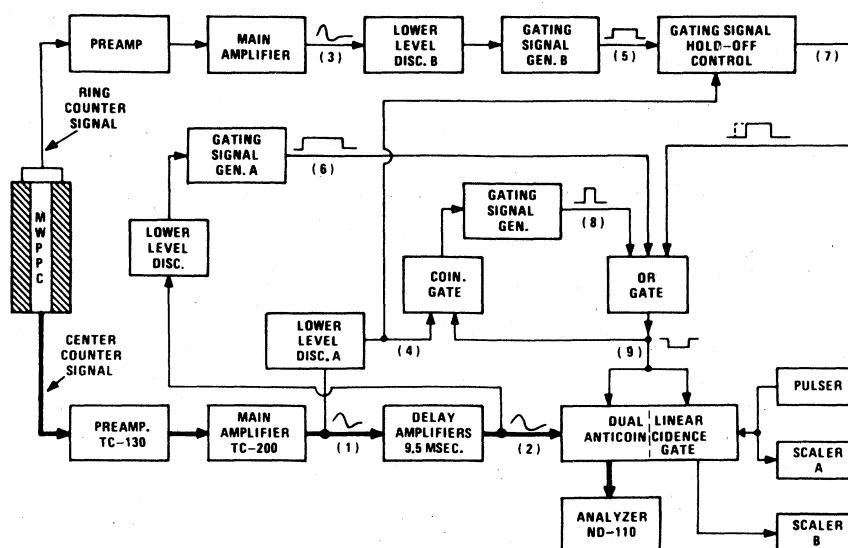 PREAMP
MAIN
AMPLIFIER
(3)
LOWER
LEVEL
DISC. B
GATING
SIGNAL
GEN. B
(5)
GATING SIGNAL
HOLD-OFF
CONTROL
(7)
RING
COUNTER
SIGNAL
GATING
SIGNAL
GEN. A
(6)
MWPPC
LOWER
LEVEL
DISC.
GATING
SIGNAL
GEN.
(8)
COIN.
GATE
OR
GATE
LOWER
LEVEL
DISC. A
(4)
(9)
CENTER
COUNTER
SIGNAL
PREAMP.
TC-130
MAIN
AMPLIFIER
TC-200
(1)
DELAY
AMPLIFIERS
9.5 MSEC.
(2)
DUAL LINEAR
ANTICOINCIDENCE
GATE
PULSER
SCALER
A
ANALYZER
ND-110
SCALER
B